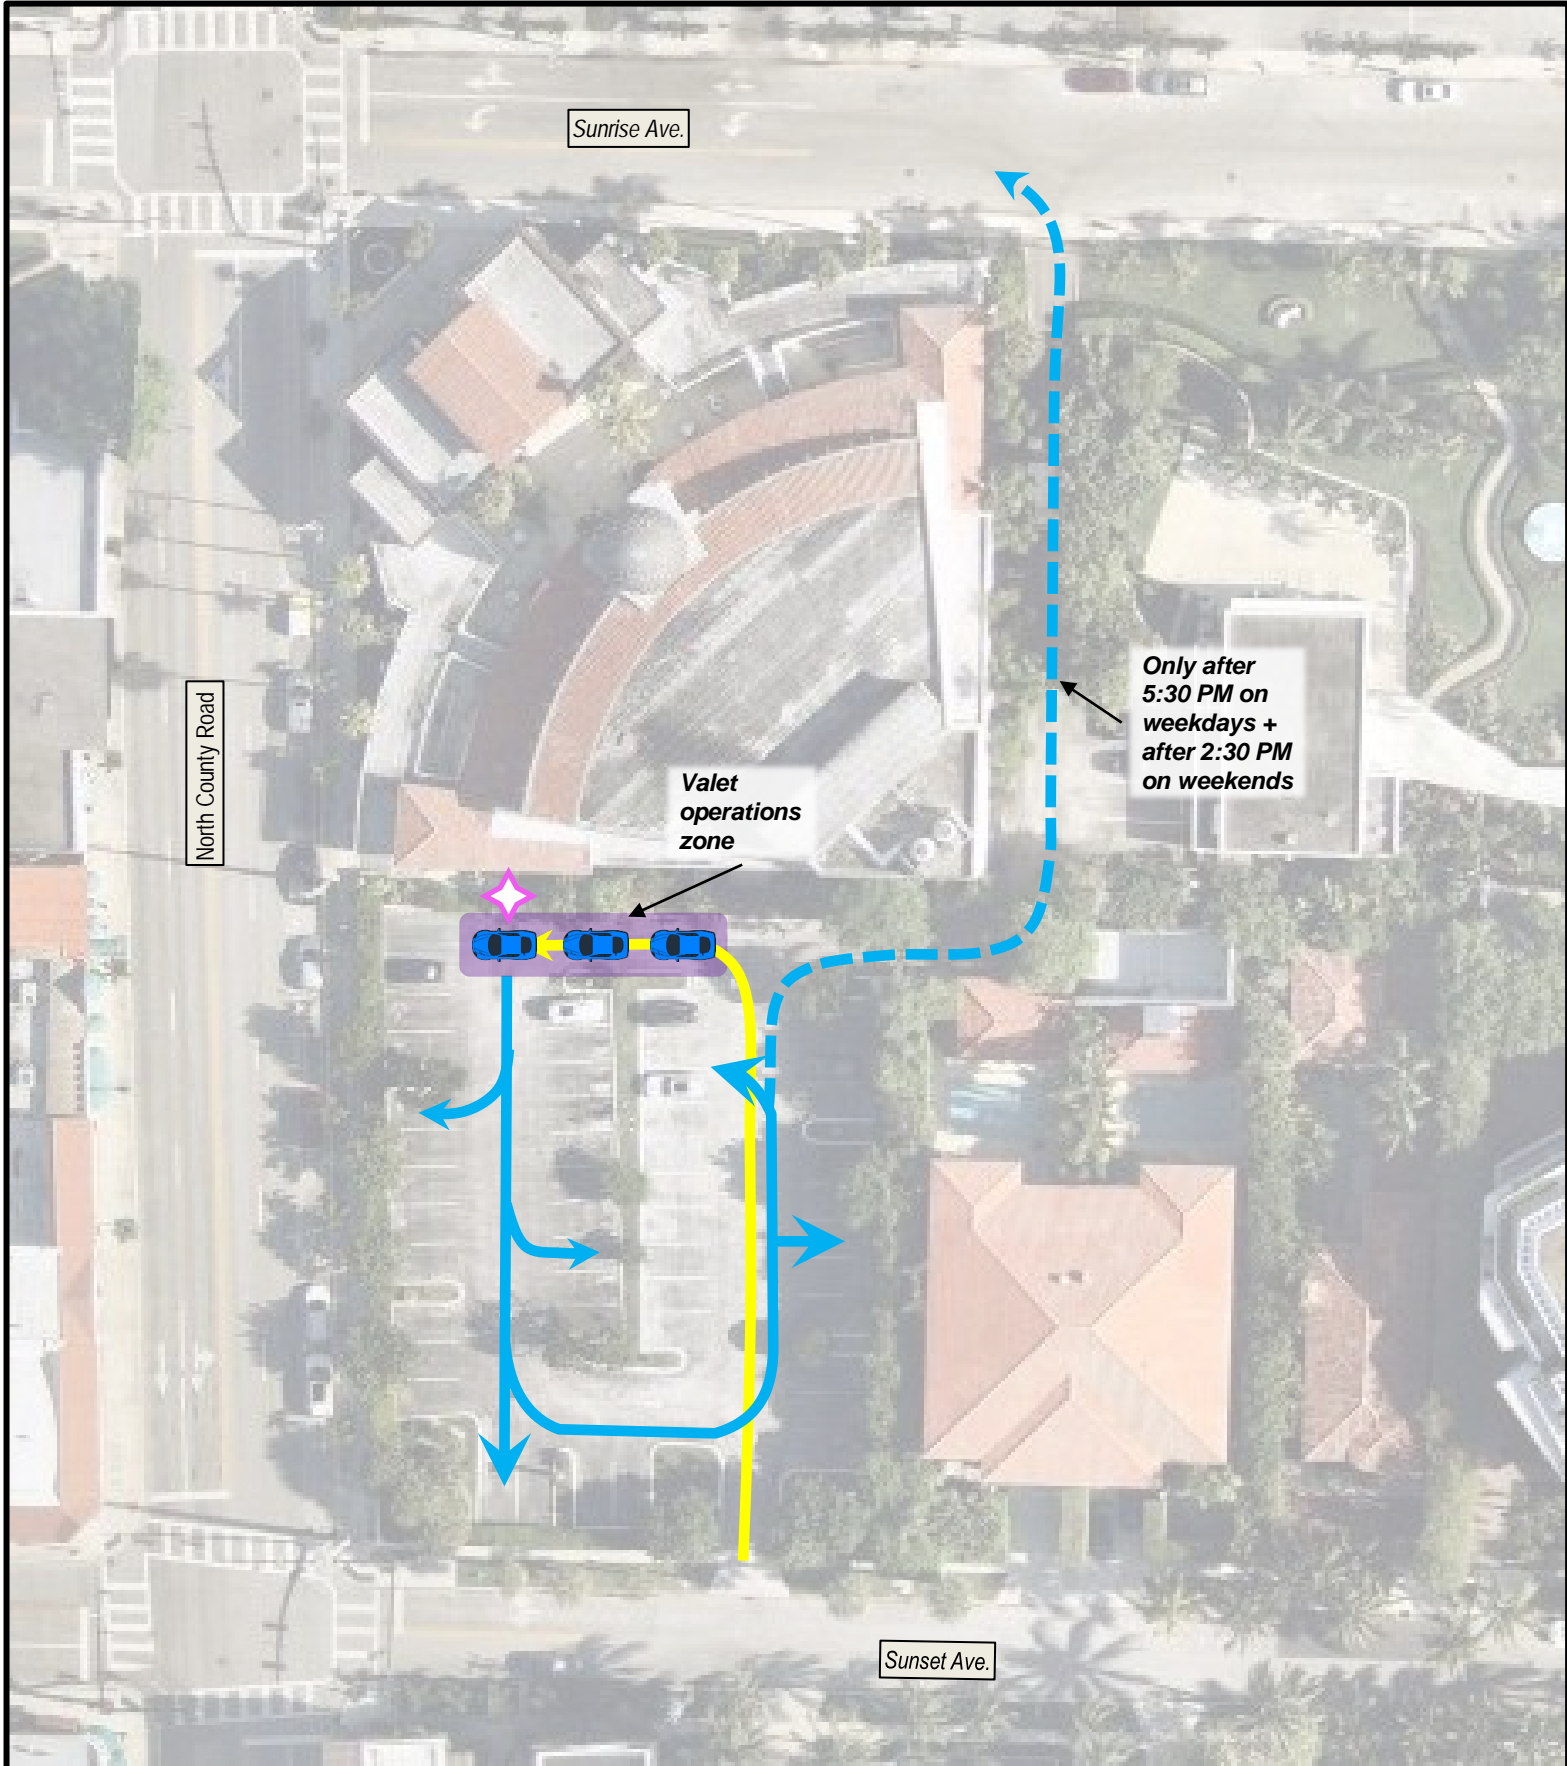 Sunrise Ave.
Only after
5:30 PM on
weekdays +
after 2:30 PM
on weekends
North County Road
Valet
operations
zone
Sunset Ave.